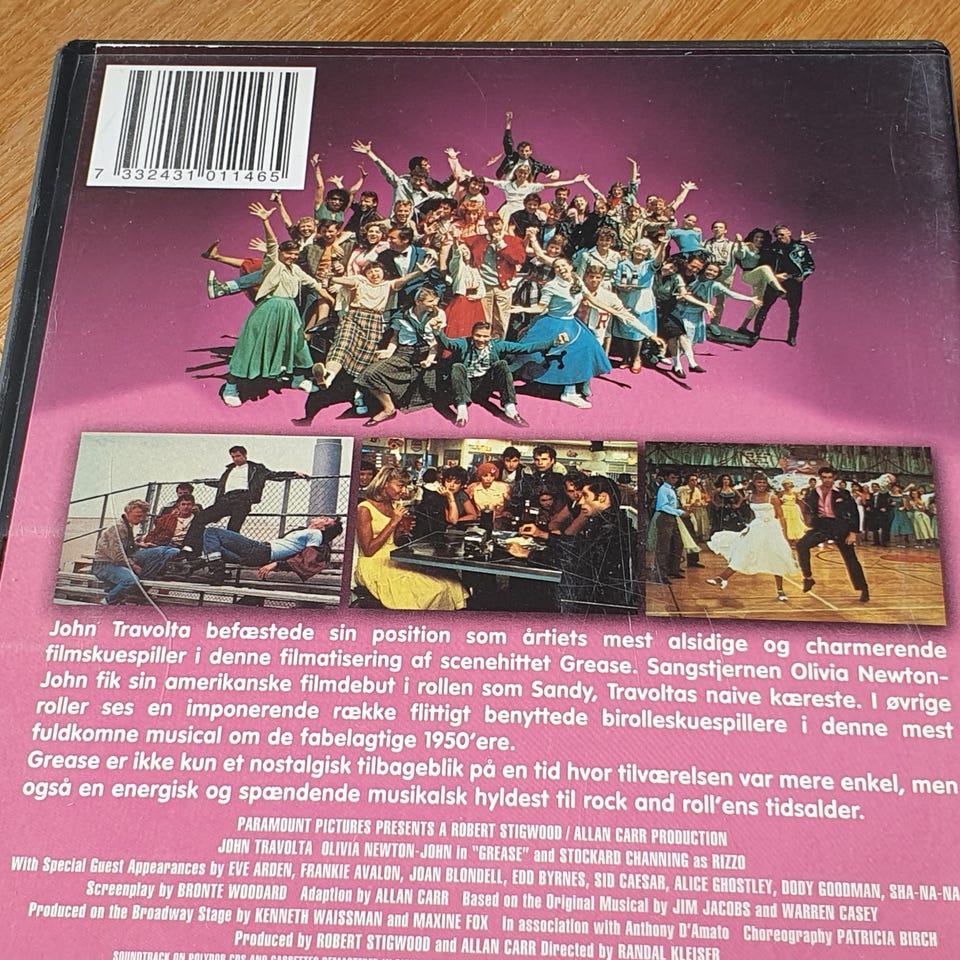 7 332431 011465
John Travolta befæstede sin position som årtiets mest alsidige og charmerende
filmskuespiller i denne filmatisering af scenehittet Grease. Sangstjernen Olivia Newton-
John fik sin amerikanske filmdebut i rollen som Sandy, Travoltas naive kæreste. I øvrige
roller ses en imponerende række flittigt benyttede birolleskuespillere i denne mest
fuldkomne musical om de fabelagtige 1950'ere.
Grease er ikke kun et nostalgisk tilbageblik på en tid hvor tilværelsen var mere enkel, men
også en energisk og spændende musikalsk hyldest til rock and roll'ens tidsalder.
PARAMOUNT PICTURES PRESENTS A ROBERT STIGWOOD / ALLAN CARR PRODUCTION
JOHN TRAVOLTA OLIVIA NEWTON-JOHN in "GREASE" and STOCKARD CHANNING as RIZZO
With Special Guest Appearances by EVE ARDEN, FRANKIE AVALON, JOAN BLONDELL, EDD BYRNES, SID CAESAR, ALICE GHOSTLEY, DODY GOODMAN, SHA-NA-NA
Screenplay by BRONTE WOODARD Adaption by ALLAN CARR Based on the Original Musical by JIM JACOBS and WARREN CASEY
Produced on the Broadway Stage by KENNETH WAISSMAN and MAXINE FOX In association with Anthony D'Amato Choreography PATRICIA BIRCH
Produced by ROBERT STIGWOOD and ALLAN CARR Directed by RANDAL KLEISER
SOUNDTRACK ON POLYDOR CDS AND CASSETTES